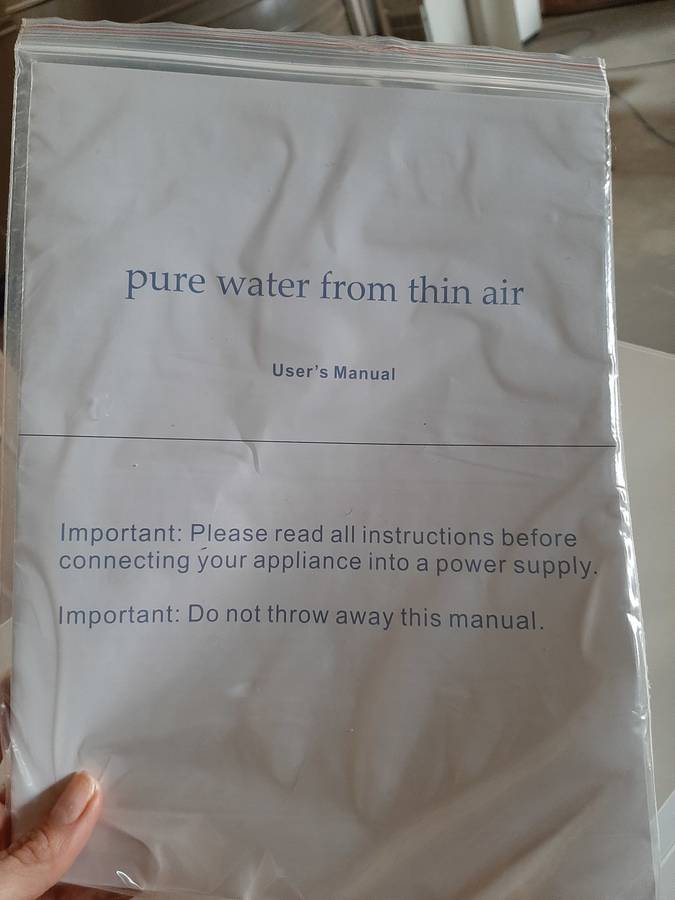 pure water from thin air
User's Manual
Important: Please read all instructions before
connecting your appliance into a power supply.
Important: Do not throw away this manual.